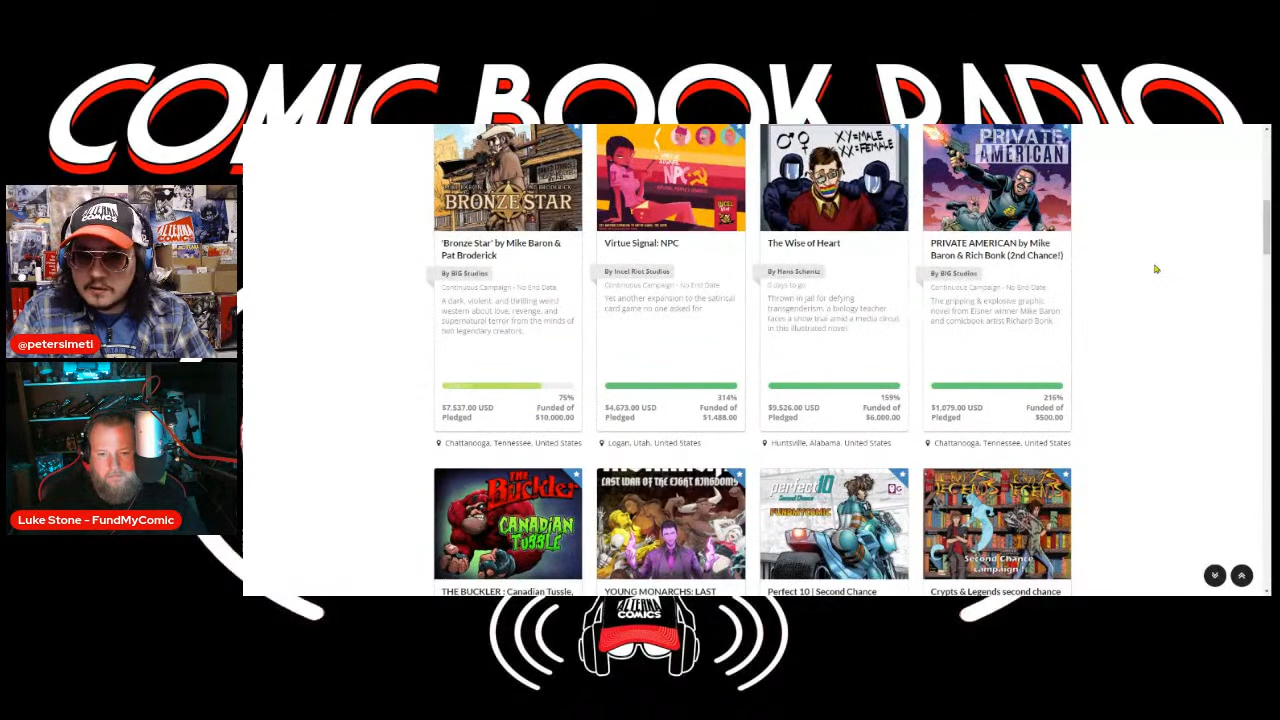 COMIC BOOK RADIO
@petersimeti
Luke Stone - FundMyComic
ALTERNA
COMICS
ALTERNA
COMICS
BRONZE STAR
'Bronze Star' by Mike Baron &
Pat Broderick
By BIG Studios
Continuous Campaign - No End Date
A dark, violent, and thrilling weird
western about love, revenge, and
supernatural terror from the minds of
two legendary creators.
75%
$7,537.00 USD
Pledged
Funded of
$10,000.00
Chattanooga, Tennessee, United States
NPC
Virtue Signal: NPC
By Incel Riot Studios
Continuous Campaign - No End Date
Yet another expansion to the satirical
card game no one asked for
314%
$4,673.00 USD
Pledged
Funded of
$1,488.00
Logan, Utah, United States
XY=MALE
XX=FEMALE
The Wise of Heart
By Hans Schantz
0 days to go
Thrown in jail for defying
transgenderism, a biology teacher
faces a show trial amid a media circus
in this illustrated novel
159%
$9,526.00 USD
Pledged
Funded of
$6,000.00
Huntsville, Alabama, United States
PRIVATE
AMERICAN
PRIVATE AMERICAN by Mike
Baron & Rich Bonk (2nd Chance!)
By BIG Studios
Continuous Campaign - No End Date
The gripping & explosive graphic
novel from Eisner winner Mike Baron
and comicbook artist Richard Bonk
216%
$1,079.00 USD
Pledged
Funded of
$500.00
Chattanooga, Tennessee, United States
THE
Buckler
CANADIAN
TUSSLE
THE BUCKLER : Canadian Tussle,
LAST WAR OF THE EIGHT KINGDOMS
YOUNG MONARCHS: LAST
perfect 10
Second Chance
FUNDMYCOMIC
Perfect 10 | Second Chance
Second Chance
campaign!
Crypts & Legends second chance
ALTERNA
COMICS